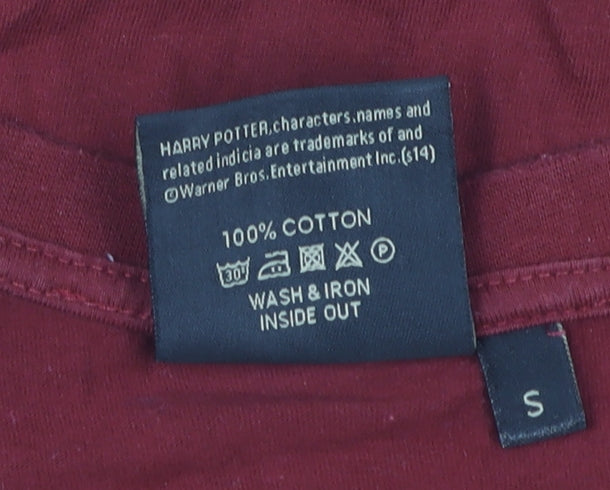 HARRY POTTER,characters,names and
related indicia are trademarks of and
©Warner Bros.Entertainment Inc.(s14)
100% COTTON
30° P
WASH & IRON
INSIDE OUT
S